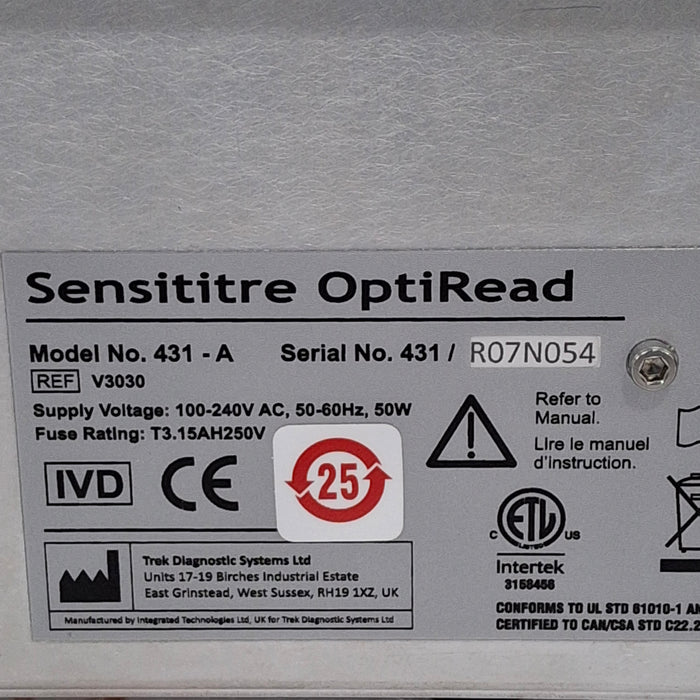 Sensititre OptiRead
Model No. 431 - A Serial No. 431 / R07N054
REF V3030
Supply Voltage: 100-240V AC, 50-60Hz, 50W
Fuse Rating: T3.15AH250V
Refer to
Manual.
Lire le manuel
d'instruction.
IVD CE
25
c ETL us
LISTED
Intertek
3158456
Trek Diagnostic Systems Ltd
Units 17-19 Birches Industrial Estate
East Grinstead, West Sussex, RH19 1XZ, UK
Manufactured by Integrated Technologies Ltd, UK for Trek Diagnostic Systems Ltd
CONFORMS TO UL STD 61010-1 AN
CERTIFIED TO CAN/CSA STD C22.2